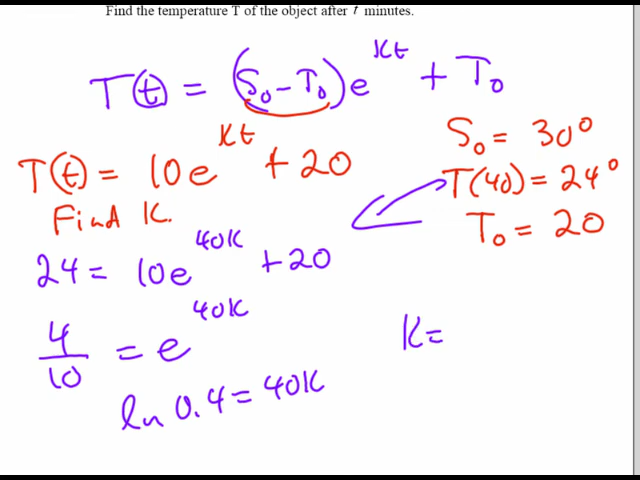 Find the temperature T of the object after t minutes.
T(t) = (S₀ - T₀)e^{Kt} + T₀
S₀ = 30°
T(t) = 10e^{Kt} + 20
T(40) = 24°
Find K.
T₀ = 20
24 = 10e^{40K} + 20
4/10 = e^{40K}
K=
ln 0.4 = 40K